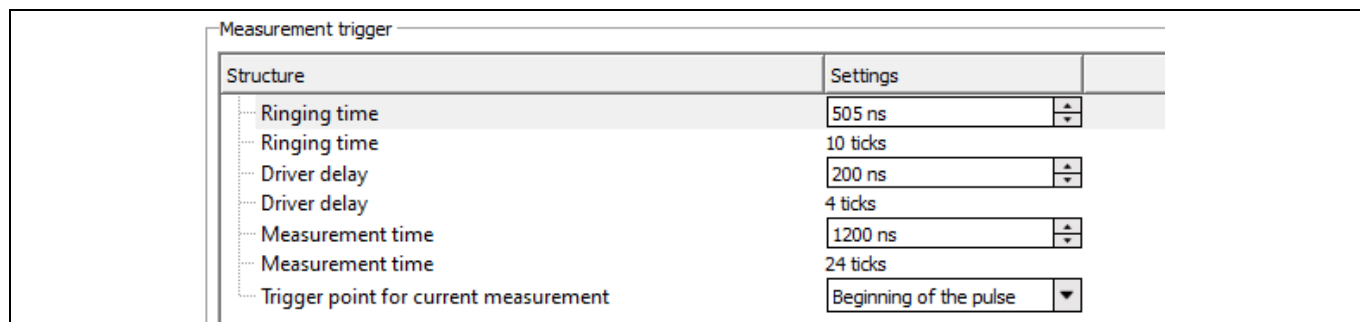 Measurement trigger
Structure Settings
Ringing time 505 ns
Ringing time 10 ticks
Driver delay 200 ns
Driver delay 4 ticks
Measurement time 1200 ns
Measurement time 24 ticks
Trigger point for current measurement Beginning of the pulse